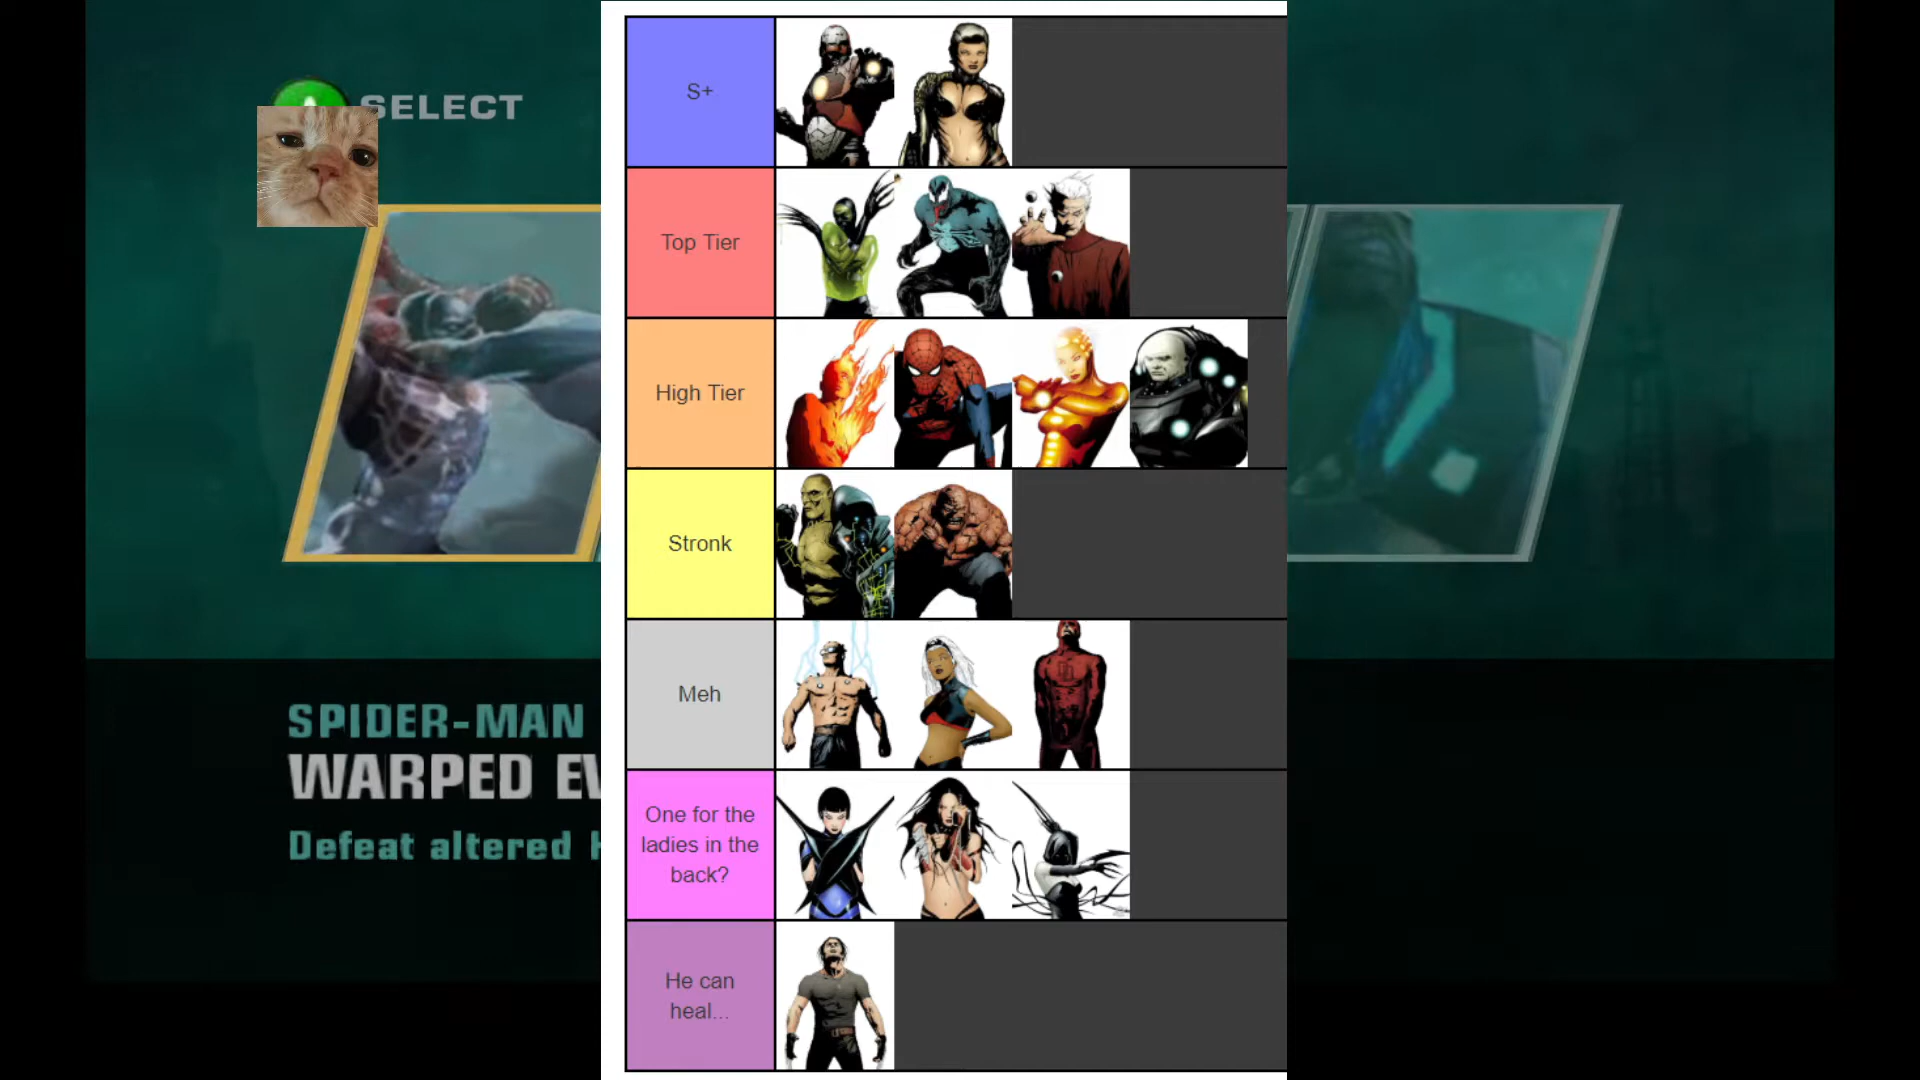 SELECT
S+
Top Tier
High Tier
Stronk
Meh
One for the
ladies in the
back?
He can
heal...
SPIDER-MAN
WARPED
Defeat altered